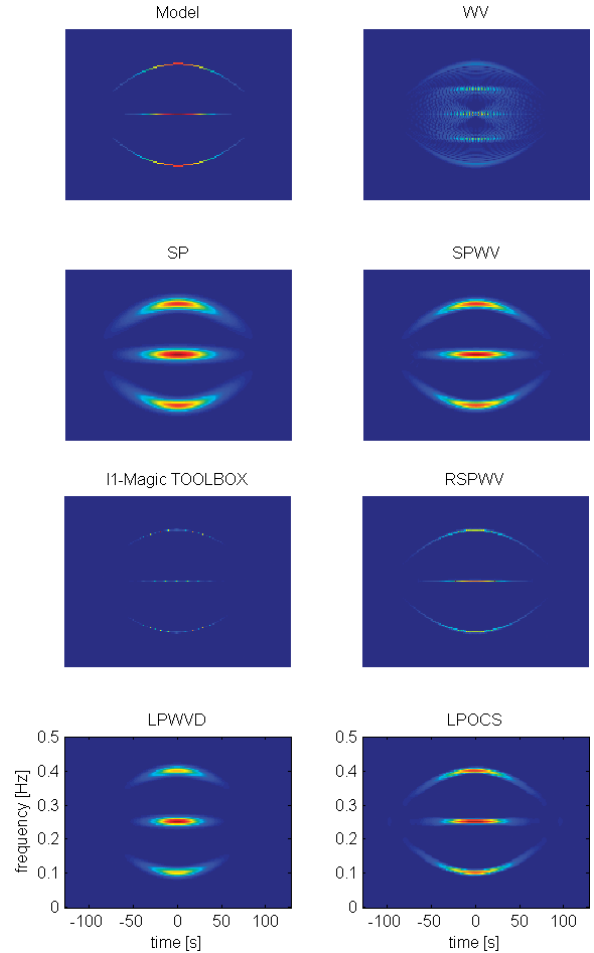 Model
WV
SP
SPWV
l1-Magic TOOLBOX
RSPWV
LPWVD
LPOCS
0.5
0.4
0.3
0.2
0.1
0
frequency [Hz]
-100
-50
0
50
100
time [s]
0.5
0.4
0.3
0.2
0.1
0
-100
-50
0
50
100
time [s]